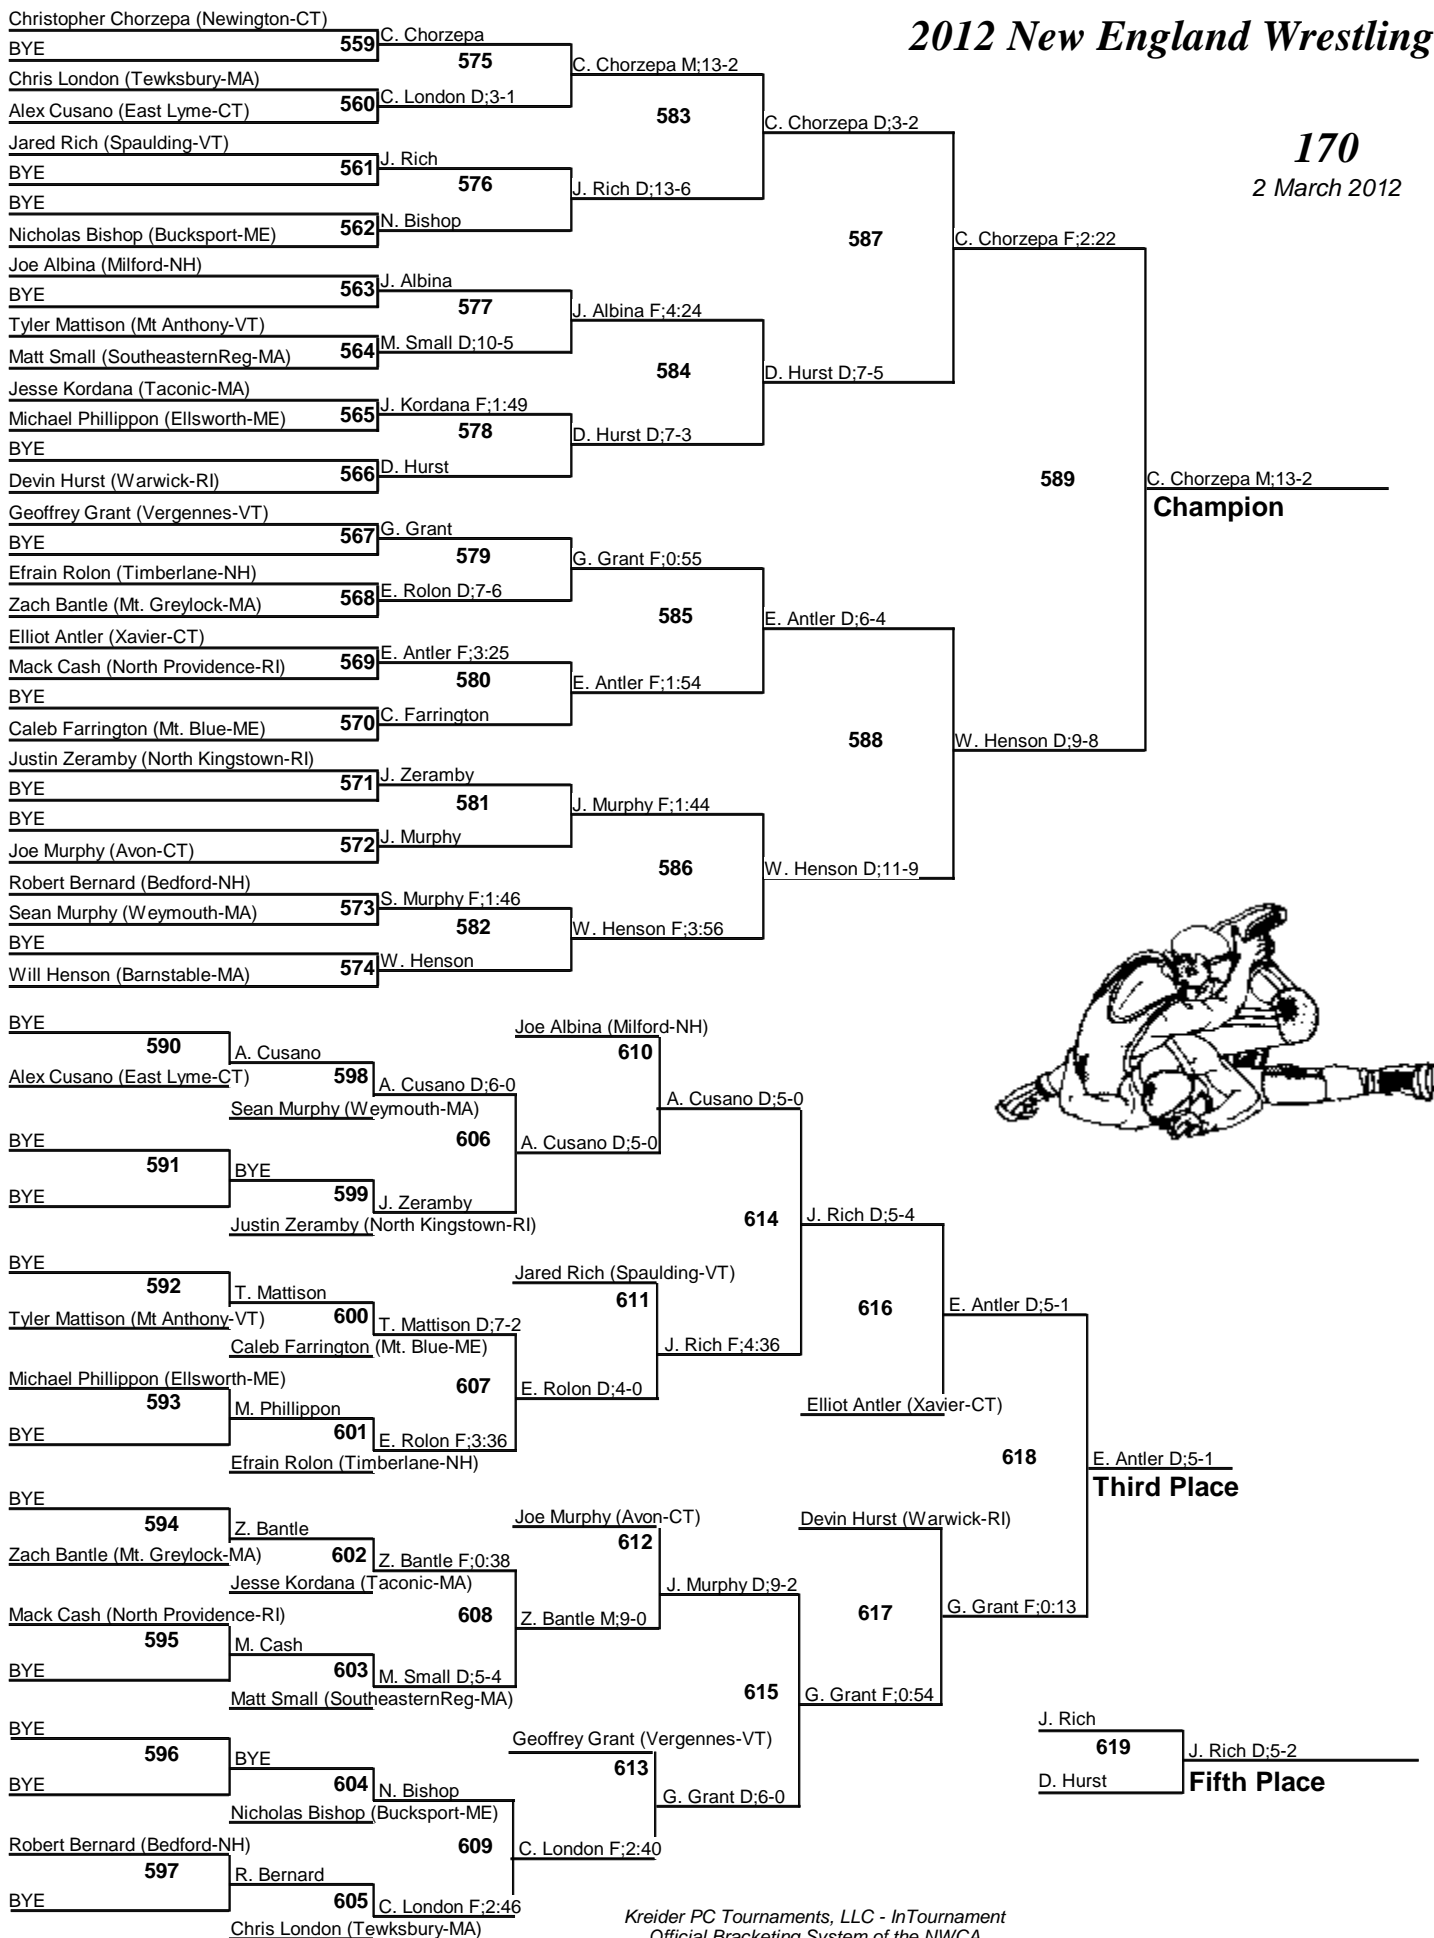 2012 New England Wrestling
170
2 March 2012
Christopher Chorzepa (Newington-CT)
BYE
559
C. Chorzepa
575
Chris London (Tewksbury-MA)
Alex Cusano (East Lyme-CT)
560
C. London D;3-1
C. Chorzepa M;13-2
583
Jared Rich (Spaulding-VT)
BYE
561
J. Rich
576
BYE
Nicholas Bishop (Bucksport-ME)
562
N. Bishop
J. Rich D;13-6
C. Chorzepa D;3-2
587
Joe Albina (Milford-NH)
BYE
563
J. Albina
577
Tyler Mattison (Mt Anthony-VT)
Matt Small (SoutheasternReg-MA)
564
M. Small D;10-5
J. Albina F;4:24
584
Jesse Kordana (Taconic-MA)
Michael Phillippon (Ellsworth-ME)
565
J. Kordana F;1:49
578
BYE
Devin Hurst (Warwick-RI)
566
D. Hurst
D. Hurst D;7-3
D. Hurst D;7-5
C. Chorzepa F;2:22
589
C. Chorzepa M;13-2
Champion
Geoffrey Grant (Vergennes-VT)
BYE
567
G. Grant
579
Efrain Rolon (Timberlane-NH)
Zach Bantle (Mt. Greylock-MA)
568
E. Rolon D;7-6
G. Grant F;0:55
585
Elliot Antler (Xavier-CT)
Mack Cash (North Providence-RI)
569
E. Antler F;3:25
580
BYE
Caleb Farrington (Mt. Blue-ME)
570
C. Farrington
E. Antler F;1:54
E. Antler D;6-4
588
Justin Zeramby (North Kingstown-RI)
BYE
571
J. Zeramby
581
BYE
Joe Murphy (Avon-CT)
572
J. Murphy
J. Murphy F;1:44
586
Robert Bernard (Bedford-NH)
Sean Murphy (Weymouth-MA)
573
S. Murphy F;1:46
582
BYE
Will Henson (Barnstable-MA)
574
W. Henson
W. Henson F;3:56
W. Henson D;11-9
W. Henson D;9-8
BYE
590
Alex Cusano (East Lyme-CT)
A. Cusano
598
Sean Murphy (Weymouth-MA)
A. Cusano D;6-0
606
BYE
591
BYE
BYE
599
Justin Zeramby (North Kingstown-RI)
J. Zeramby
Joe Albina (Milford-NH)
610
A. Cusano D;5-0
A. Cusano D;5-0
614
BYE
592
Tyler Mattison (Mt Anthony-VT)
T. Mattison
600
Caleb Farrington (Mt. Blue-ME)
T. Mattison D;7-2
607
Michael Phillippon (Ellsworth-ME)
593
BYE
M. Phillippon
601
Efrain Rolon (Timberlane-NH)
E. Rolon F;3:36
Jared Rich (Spaulding-VT)
611
E. Rolon D;4-0
J. Rich F;4:36
J. Rich D;5-4
616
Elliot Antler (Xavier-CT)
E. Antler D;5-1
618
E. Antler D;5-1
Third Place
BYE
594
Zach Bantle (Mt. Greylock-MA)
Z. Bantle
602
Jesse Kordana (Taconic-MA)
Z. Bantle F;0:38
608
Mack Cash (North Providence-RI)
595
BYE
M. Cash
603
Matt Small (SoutheasternReg-MA)
M. Small D;5-4
Joe Murphy (Avon-CT)
612
Z. Bantle M;9-0
J. Murphy D;9-2
615
Devin Hurst (Warwick-RI)
617
G. Grant F;0:54
G. Grant F;0:13
BYE
596
BYE
BYE
604
Nicholas Bishop (Bucksport-ME)
N. Bishop
609
Robert Bernard (Bedford-NH)
597
BYE
R. Bernard
605
Chris London (Tewksbury-MA)
C. London F;2:46
Geoffrey Grant (Vergennes-VT)
613
C. London F;2:40
G. Grant D;6-0
J. Rich
619
D. Hurst
J. Rich D;5-2
Fifth Place
Kreider PC Tournaments, LLC - InTournament
Official Bracketing System of the NWCA